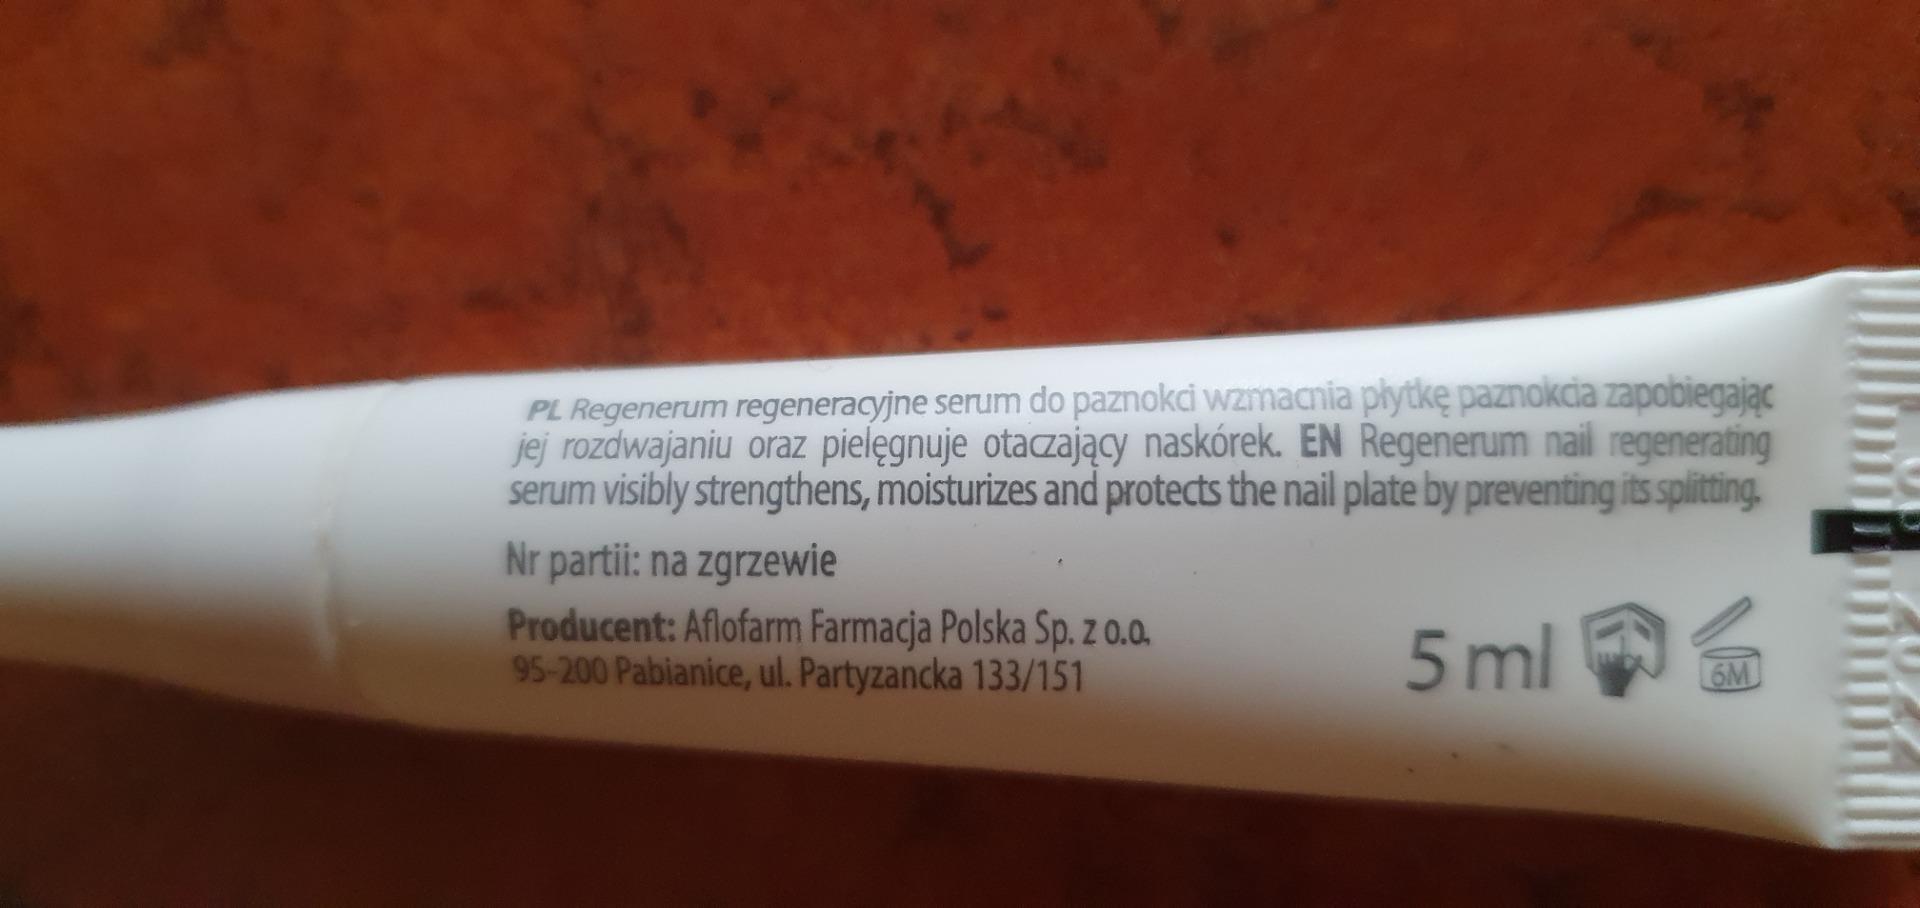 PL Regenerum regeneracyjne serum do paznokci wzmacnia płytkę paznokcia zapobiegając
jej rozdwajaniu oraz pielęgnuje otaczający naskórek. EN Regenerum nail regenerating
serum visibly strengthens, moisturizes and protects the nail plate by preventing its splitting.
Nr partii: na zgrzewie
Producent: Aflofarm Farmacja Polska Sp. z o.o.
95-200 Pabianice, ul. Partyzancka 133/151
5 ml
6M